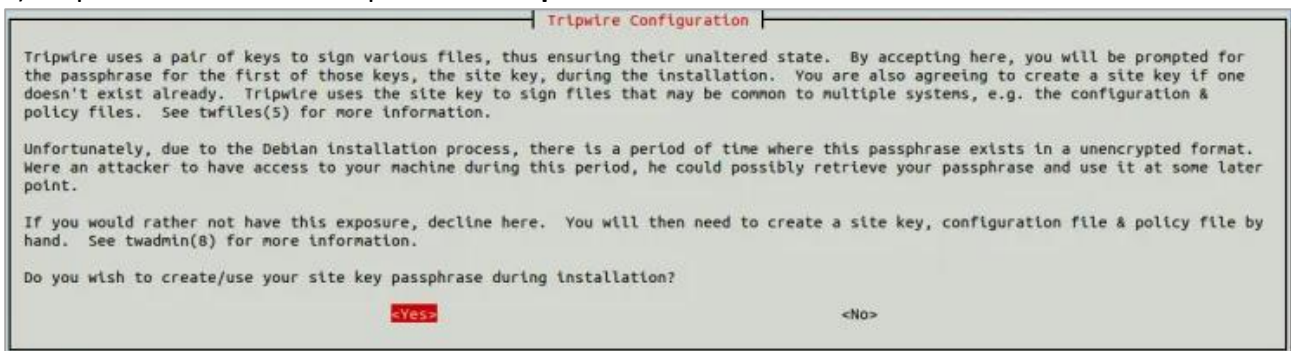 Tripwire Configuration
Tripwire uses a pair of keys to sign various files, thus ensuring their unaltered state. By accepting here, you will be prompted for
the passphrase for the first of those keys, the site key, during the installation. You are also agreeing to create a site key if one
doesn't exist already. Tripwire uses the site key to sign files that may be common to multiple systems, e.g. the configuration &
policy files. See twfiles(5) for more information.
Unfortunately, due to the Debian installation process, there is a period of time where this passphrase exists in a unencrypted format.
Were an attacker to have access to your machine during this period, he could possibly retrieve your passphrase and use it at some later
point.
If you would rather not have this exposure, decline here. You will then need to create a site key, configuration file & policy file by
hand. See twadmin(8) for more information.
Do you wish to create/use your site key passphrase during installation?
<Yes> <No>